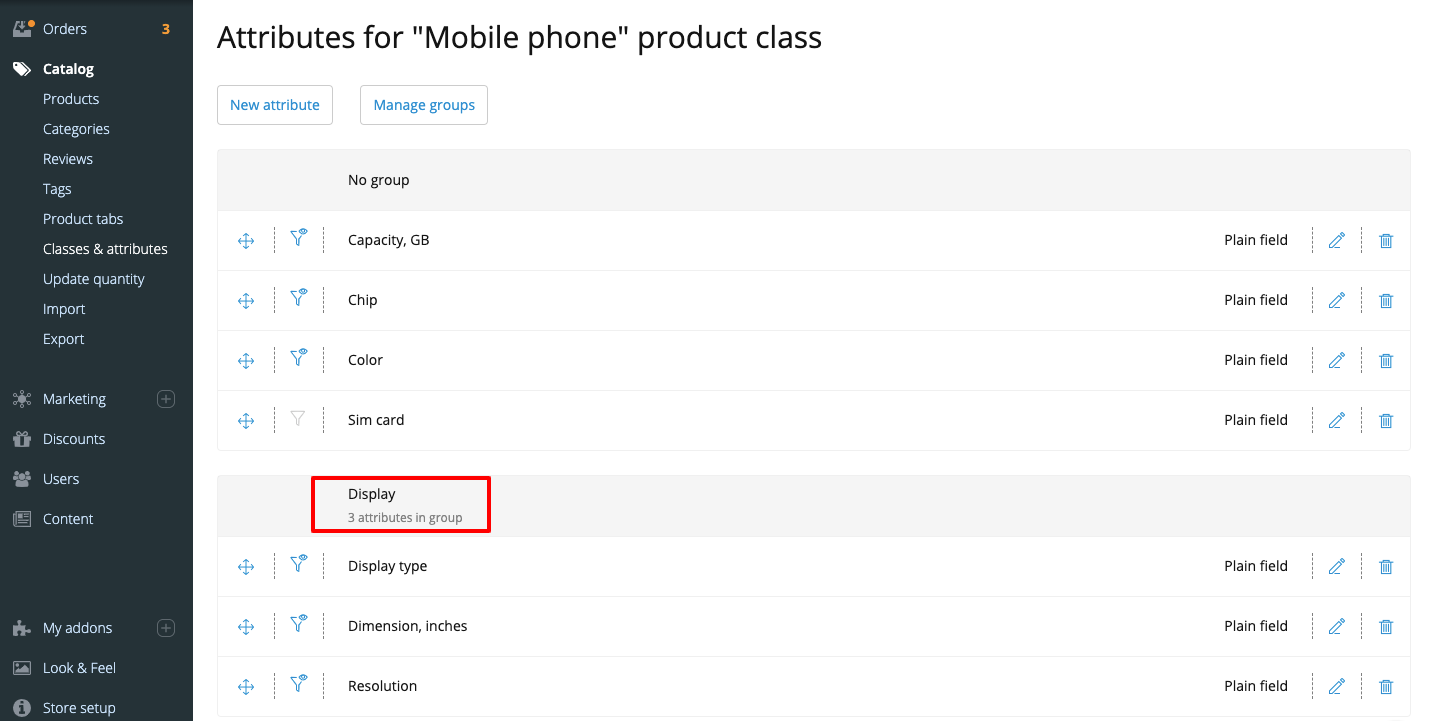 Orders 3
Catalog
Products
Categories
Reviews
Tags
Product tabs
Classes & attributes
Update quantity
Import
Export
Marketing
Discounts
Users
Content
My addons
Look & Feel
Store setup
Attributes for "Mobile phone" product class
New attribute Manage groups
No group
Capacity, GB Plain field
Chip Plain field
Color Plain field
Sim card Plain field
Display
3 attributes in group
Display type Plain field
Dimension, inches Plain field
Resolution Plain field